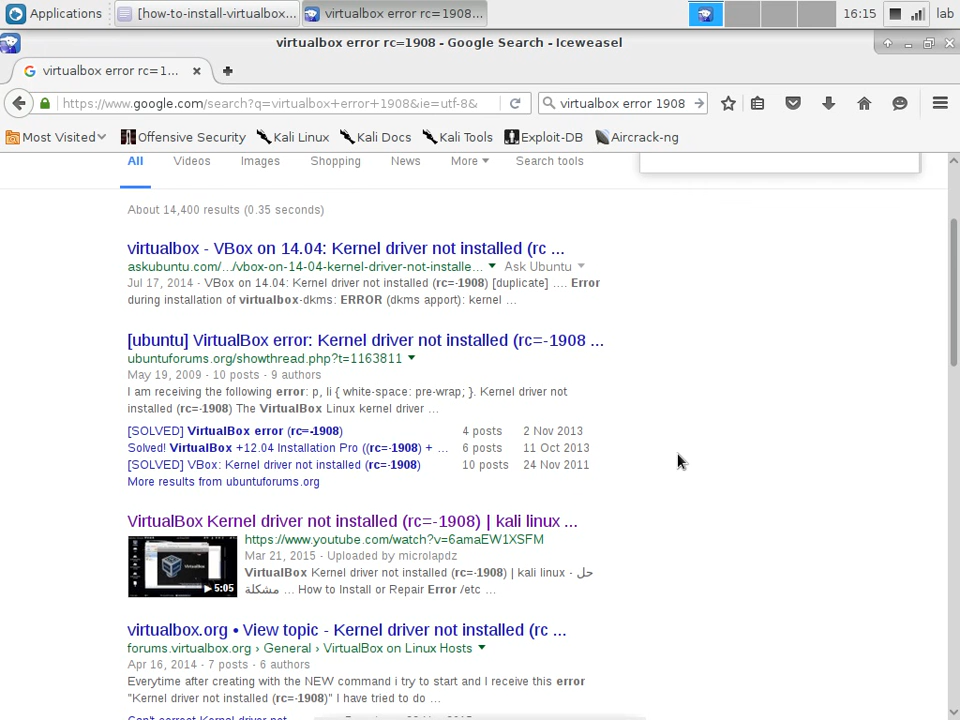 Applications
[how-to-install-virtualbox...
virtualbox error rc=1908...
16:15
lab
virtualbox error rc=1908 - Google Search - Iceweasel
virtualbox error rc=1...
https://www.google.com/search?q=virtualbox+error+1908&ie=utf-8&
virtualbox error 1908
Most Visited
Offensive Security
Kali Linux
Kali Docs
Kali Tools
Exploit-DB
Aircrack-ng
All
Videos
Images
Shopping
News
More
Search tools
About 14,400 results (0.35 seconds)
virtualbox - VBox on 14.04: Kernel driver not installed (rc ...
askubuntu.com/.../vbox-on-14-04-kernel-driver-not-installe... Ask Ubuntu
Jul 17, 2014 - VBox on 14.04: Kernel driver not installed (rc=-1908) [duplicate] .... Error
during installation of virtualbox-dkms: ERROR (dkms apport): kernel ...
[ubuntu] VirtualBox error: Kernel driver not installed (rc=-1908 ...
ubuntuforums.org/showthread.php?t=1163811
May 19, 2009 - 10 posts - 9 authors
I am receiving the following error: p, li { white-space: pre-wrap; }. Kernel driver not
installed (rc=-1908) The VirtualBox Linux kernel driver ...
[SOLVED] VirtualBox error (rc=-1908) 4 posts 2 Nov 2013
Solved! VirtualBox +12.04 Installation Pro ((rc=-1908) + ... 6 posts 11 Oct 2013
[SOLVED] VBox: Kernel driver not installed (rc=-1908) 10 posts 24 Nov 2011
More results from ubuntuforums.org
VirtualBox Kernel driver not installed (rc=-1908) | kali linux ...
https://www.youtube.com/watch?v=6amaEW1XSFM
Mar 21, 2015 - Uploaded by microlapdz
VirtualBox Kernel driver not installed (rc=-1908) | kali linux - حل
مشكلة ... How to Install or Repair Error /etc ...
VirtualBox
5:05
virtualbox.org • View topic - Kernel driver not installed (rc ...
forums.virtualbox.org › General › VirtualBox on Linux Hosts
Apr 16, 2014 - 7 posts - 6 authors
Everytime after creating with the NEW command i try to start and I receive this error
"Kernel driver not installed (rc=-1908)" I have tried to do ...
Can't correct Kernel driver not